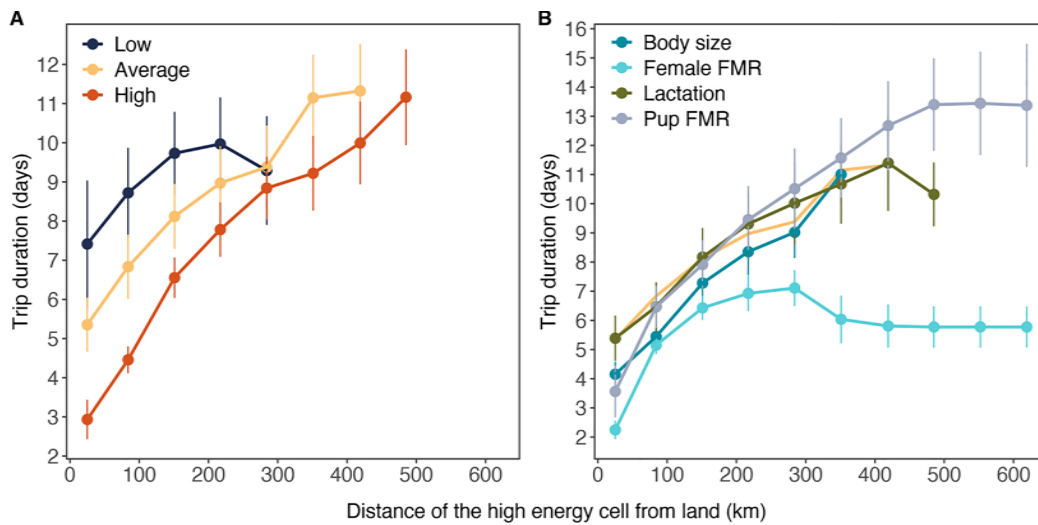 A
Low
Average
High
Trip duration (days)
12
11
10
9
8
7
6
5
4
3
2
0 100 200 300 400 500 600
B
Body size
Female FMR
Lactation
Pup FMR
Trip duration (days)
16
15
14
13
12
11
10
9
8
7
6
5
4
3
2
0 100 200 300 400 500 600
Distance of the high energy cell from land (km)